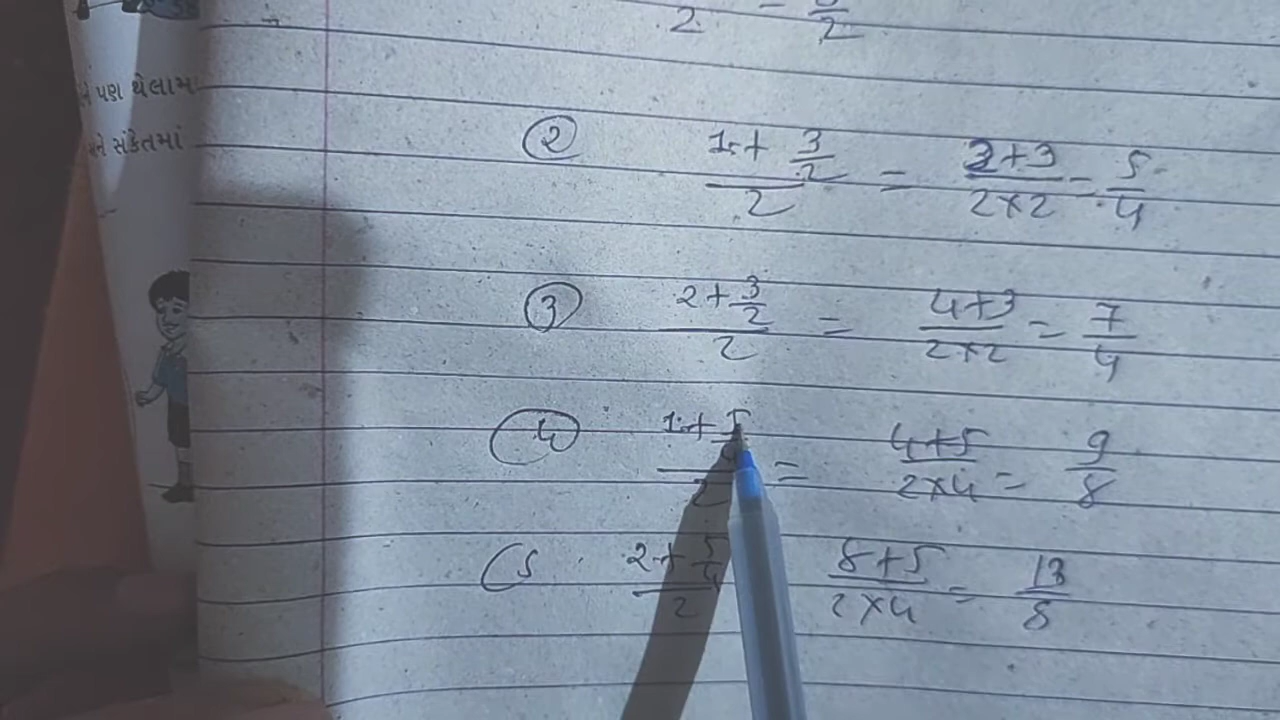 2 = /2
ને પણ થેલામ
અને સંકેતમાં
② (1 + 3/2)/2 = (2+3)/(2×2) = 5/4
③ (2 + 3/2)/2 = (4+3)/(2×2) = 7/4
4 (1 + 5/)/2 = (4+5)/(2×4) = 9/8
5 (2 + 5/4)/2 (8+5)/(2×4) = 13/8